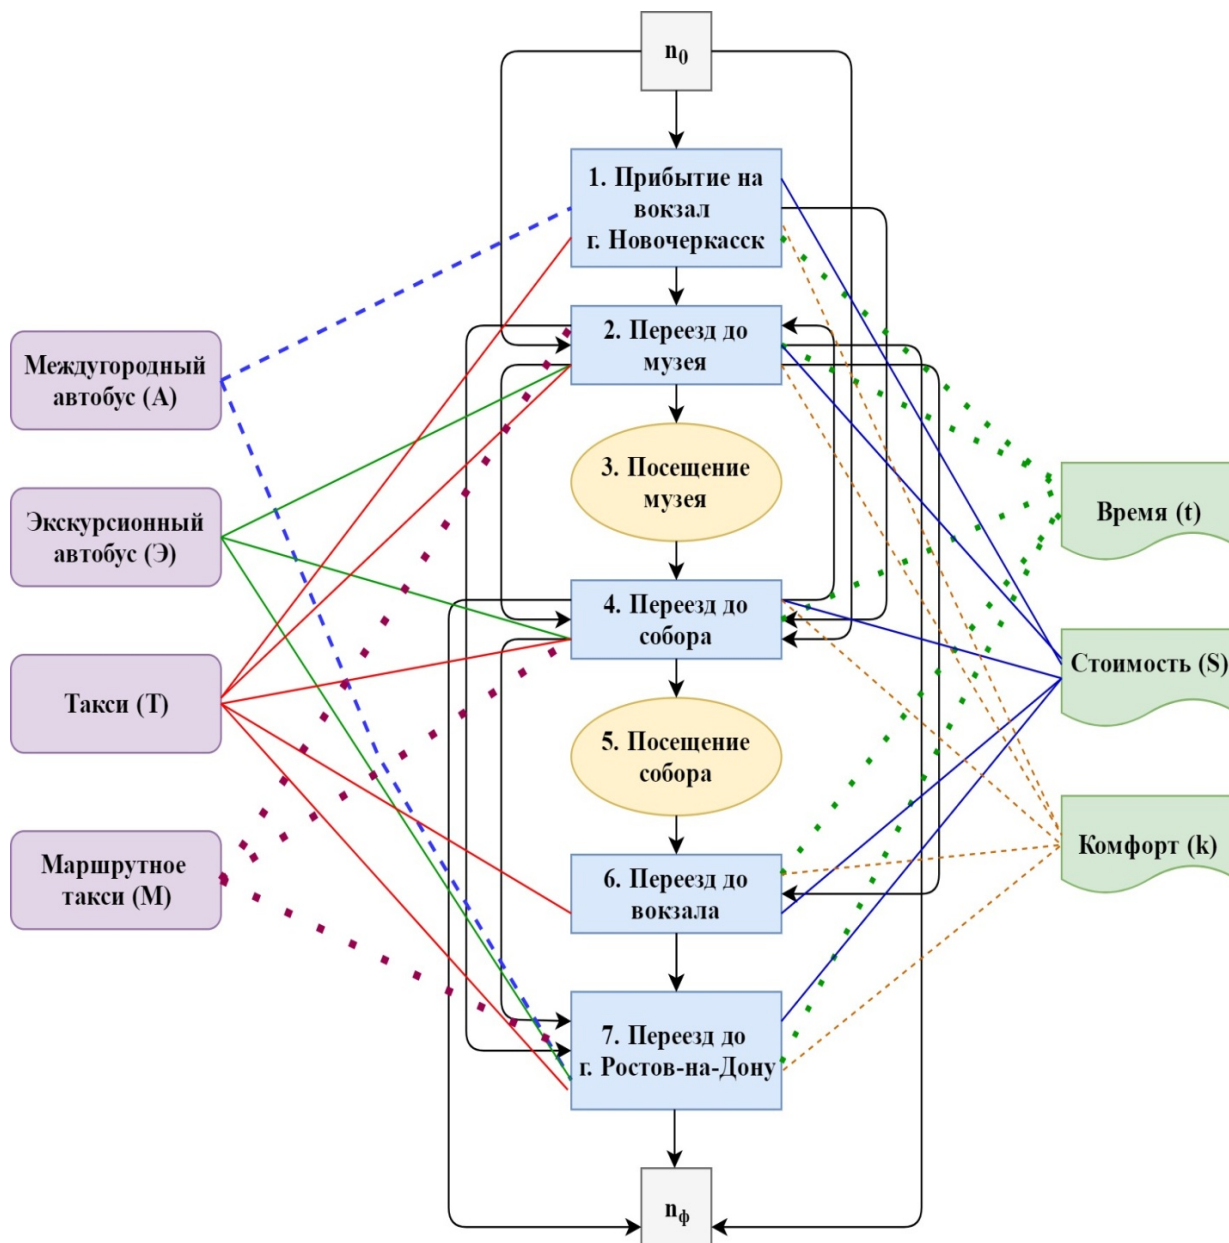 n₀
1. Прибытие на
вокзал
г. Новочеркасск
2. Переезд до
музея
3. Посещение
музея
4. Переезд до
собора
5. Посещение
собора
6. Переезд до
вокзала
7. Переезд до
г. Ростов-на-Дону
nф
Междугородный
автобус (А)
Экскурсионный
автобус (Э)
Такси (Т)
Маршрутное
такси (М)
Время (t)
Стоимость (S)
Комфорт (k)